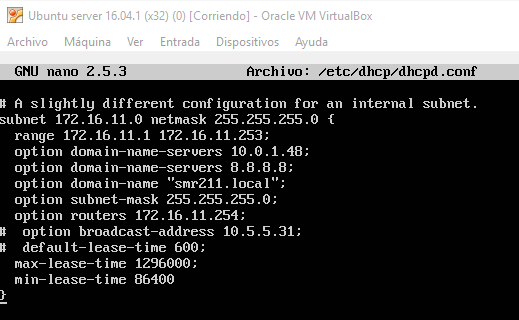 Ubuntu server 16.04.1 (x32) (0) [Corriendo] - Oracle VM VirtualBox
Archivo Máquina Ver Entrada Dispositivos Ayuda
GNU nano 2.5.3 Archivo: /etc/dhcp/dhcpd.conf
# A slightly different configuration for an internal subnet.
subnet 172.16.11.0 netmask 255.255.255.0 {
range 172.16.11.1 172.16.11.253;
option domain-name-servers 10.0.1.48;
option domain-name-servers 8.8.8.8;
option domain-name "smr211.local";
option subnet-mask 255.255.255.0;
option routers 172.16.11.254;
# option broadcast-address 10.5.5.31;
# default-lease-time 600;
max-lease-time 1296000;
min-lease-time 86400
}